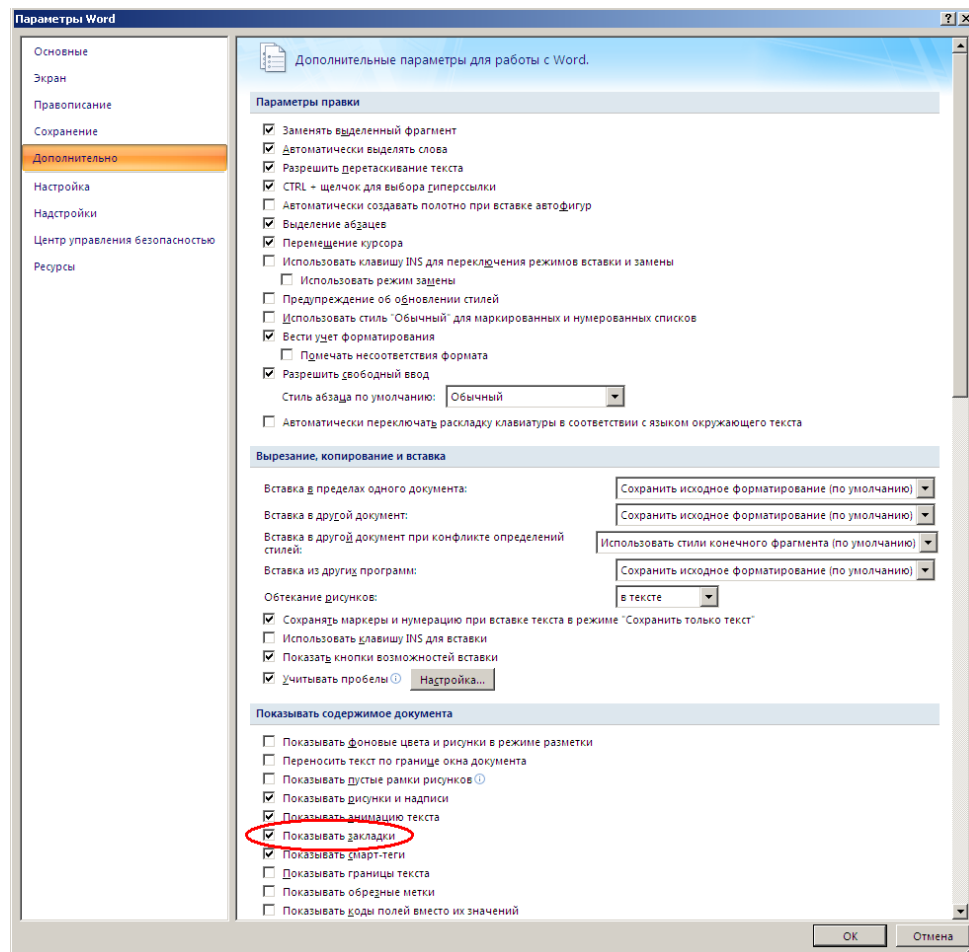 Параметры Word
Основные
Экран
Правописание
Сохранение
Дополнительно
Настройка
Надстройки
Центр управления безопасностью
Ресурсы
Дополнительные параметры для работы с Word.
Параметры правки
Заменять выделенный фрагмент
Автоматически выделять слова
Разрешить перетаскивание текста
CTRL + щелчок для выбора гиперссылки
Автоматически создавать полотно при вставке автофигур
Выделение абзацев
Перемещение курсора
Использовать клавишу INS для переключения режимов вставки и замены
Использовать режим замены
Предупреждение об обновлении стилей
Использовать стиль "Обычный" для маркированных и нумерованных списков
Вести учет форматирования
Помечать несоответствия формата
Разрешить свободный ввод
Стиль абзаца по умолчанию: Обычный
Автоматически переключать раскладку клавиатуры в соответствии с языком окружающего текста
Вырезание, копирование и вставка
Вставка в пределах одного документа: Сохранить исходное форматирование (по умолчанию)
Вставка в другой документ: Сохранить исходное форматирование (по умолчанию)
Вставка в другой документ при конфликте определений
стилей: Использовать стили конечного фрагмента (по умолчанию)
Вставка из других программ: Сохранить исходное форматирование (по умолчанию)
Обтекание рисунков: в тексте
Сохранять маркеры и нумерацию при вставке текста в режиме "Сохранить только текст"
Использовать клавишу INS для вставки
Показать кнопки возможностей вставки
Учитывать пробелы Настройка...
Показывать содержимое документа
Показывать фоновые цвета и рисунки в режиме разметки
Переносить текст по границе окна документа
Показывать пустые рамки рисунков
Показывать рисунки и надписи
Показывать анимацию текста
Показывать закладки
Показывать смарт-теги
Показывать границы текста
Показывать обрезные метки
Показывать коды полей вместо их значений
ОК Отмена